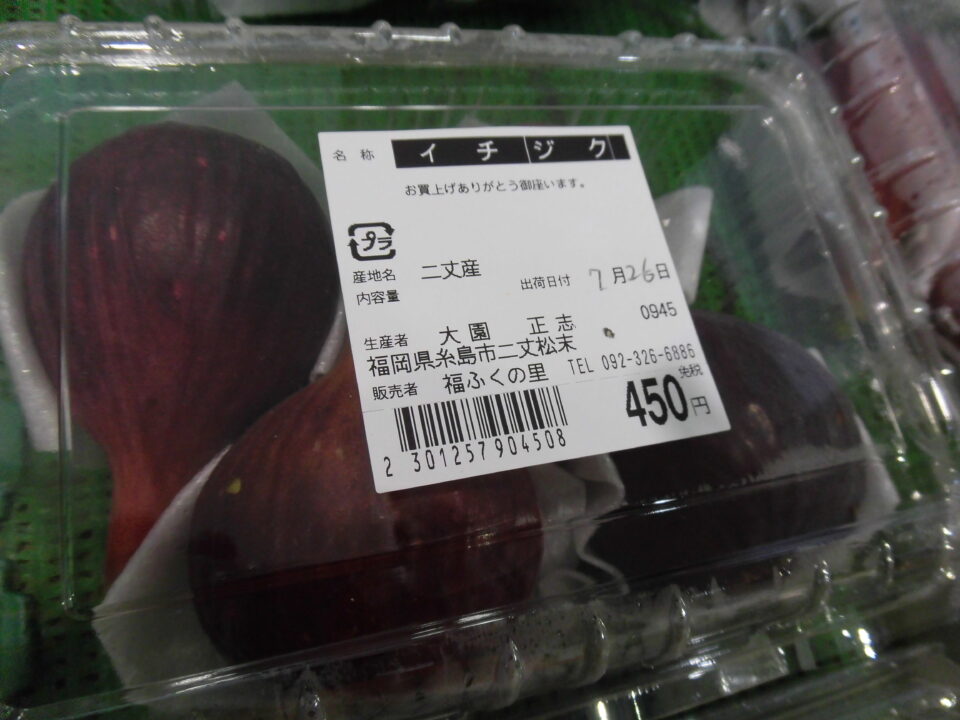 名称 イチジク
お買上げありがとう御座います。
プラ
産地名 二丈産 出荷日付 7月26日
内容量
0945
生産者 大園 正志
福岡県糸島市二丈松末
TEL 092-326-6886
販売者 福ふくの里
免税
450円
2 301257 904508